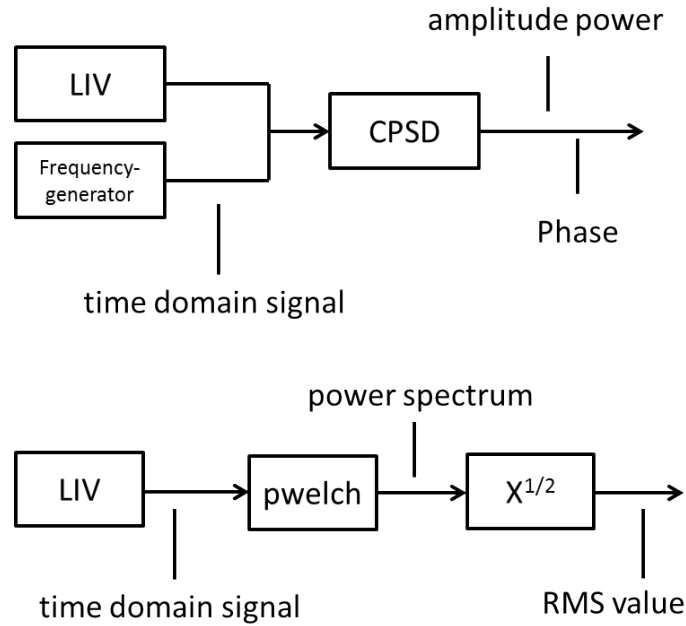 amplitude power
LIV
CPSD
Frequency-
generator
Phase
time domain signal
power spectrum
LIV
pwelch
X^{1/2}
time domain signal
RMS value